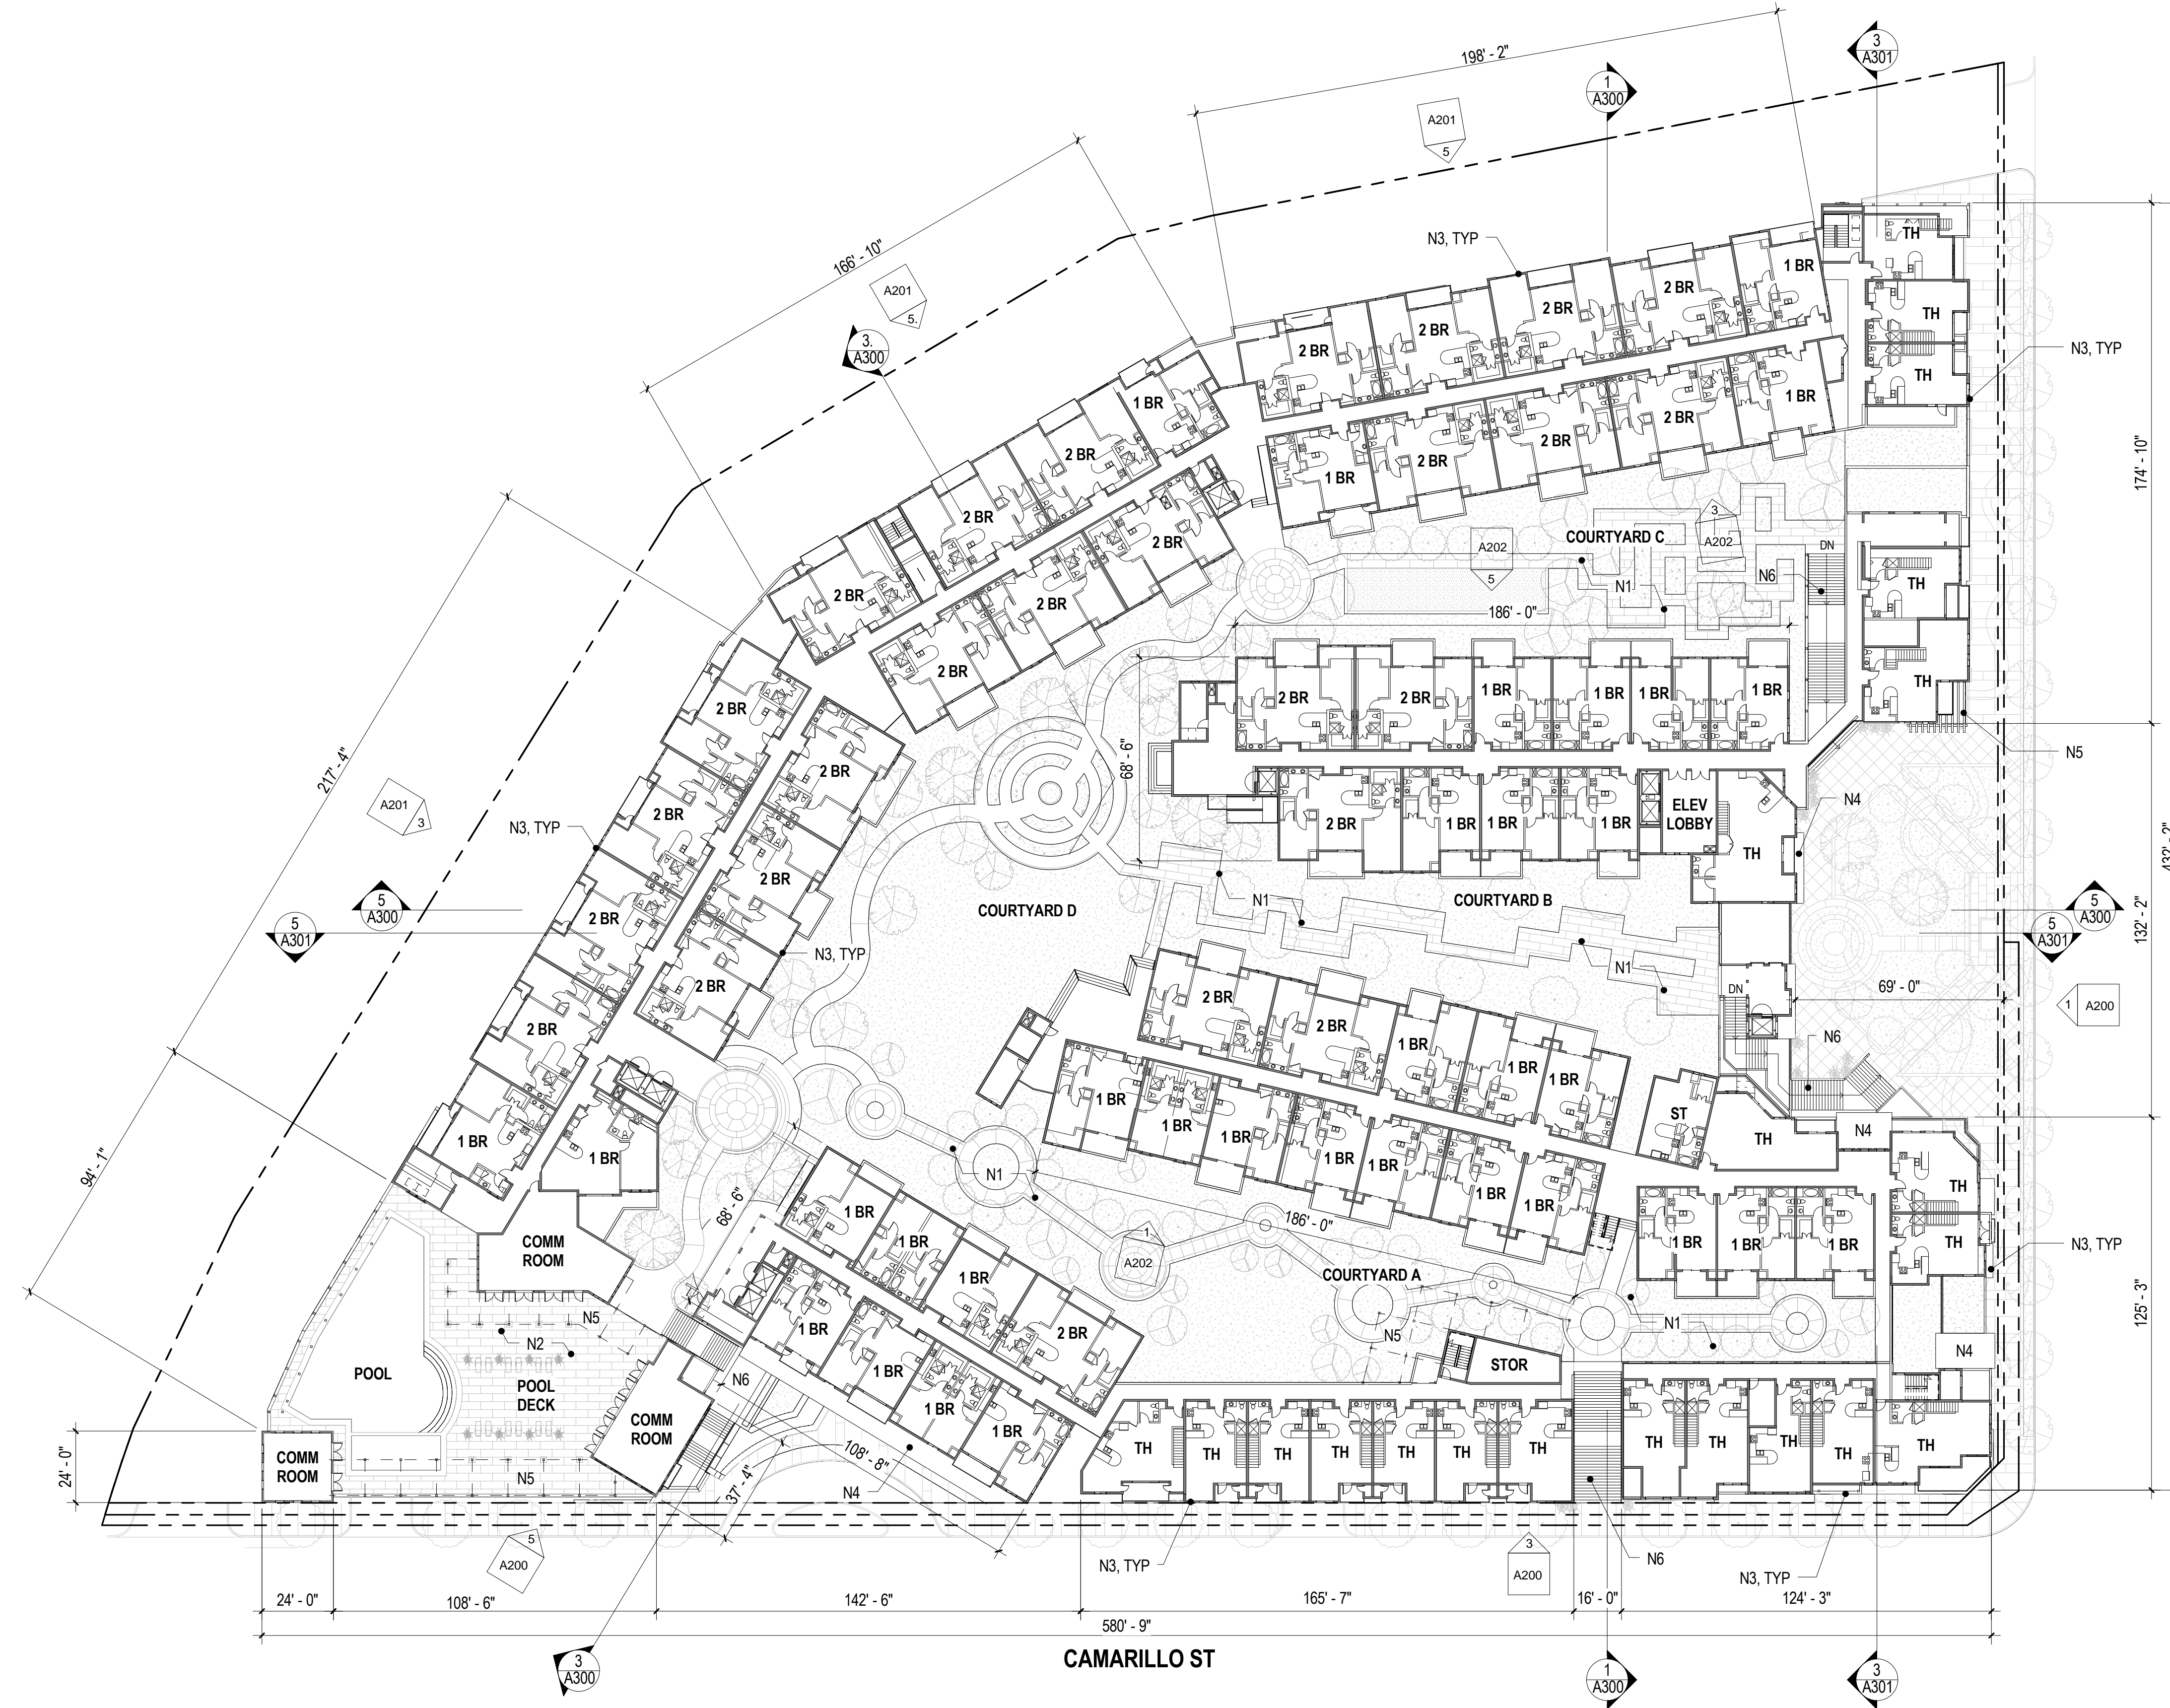 198' - 2"
3
A301
1
A300
A201
5
166' - 10"
A201
5.
3.
A300
N3, TYP
TH
1 BR
2 BR
2 BR
2 BR
2 BR
TH
TH
N3, TYP
1 BR
2 BR
2 BR
2 BR
1 BR
1 BR
2 BR
2 BR
2 BR
174' - 10"
COURTYARD C
3
A202
A202
5
DN
N6
N1
TH
186' - 0"
2 BR
2 BR
2 BR
2 BR
TH
217' - 4"
2 BR
2 BR
1 BR
1 BR
1 BR
1 BR
N5
68' - 6"
2 BR
2 BR
A201
3
N3, TYP
2 BR
1 BR
1 BR
1 BR
ELEV
LOBBY
TH
N4
432' - 2"
2 BR
2 BR
COURTYARD D
N1
COURTYARD B
5
A300
5
A301
5
A300
5
A301
132' - 2"
N3, TYP
N1
2 BR
2 BR
2 BR
2 BR
DN
69' - 0"
1
A200
N6
1 BR
1 BR
1 BR
1 BR
1 BR
1 BR
1 BR
1 BR
1 BR
1 BR
ST
TH
N4
1 BR
1 BR
94' - 1"
N1
68' - 6"
1 BR
1 BR
1 BR
2 BR
186' - 0"
1
A202
COURTYARD A
1 BR
1 BR
1 BR
TH
TH
N3, TYP
COMM
ROOM
N5
N2
POOL
POOL
DECK
N6
1 BR
1 BR
1 BR
1 BR
N5
STOR
N1
N4
125' - 3"
COMM
ROOM
COMM
ROOM
24' - 0"
N5
37' - 4"
108' - 8"
N4
TH
TH
TH
TH
TH
TH
TH
TH
TH
TH
TH
TH
5
A200
N3, TYP
3
A200
N6
N3, TYP
24' - 0"
108' - 6"
142' - 6"
165' - 7"
16' - 0"
124' - 3"
580' - 9"
CAMARILLO ST
3
A300
1
A300
3
A301